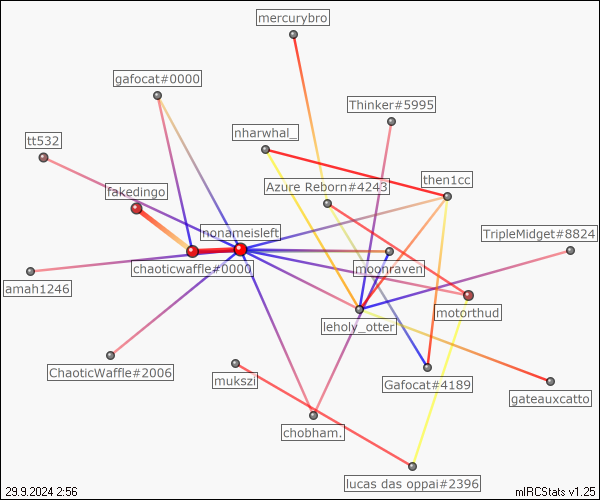 mercurybro
gafocat#0000
Thinker#5995
nharwhal_
tt532
then1cc
Azure Reborn#4243
fakedingo
nonameisleft
TripleMidget#8824
chaoticwaffle#0000
moonraven
amah1246
motorthud
leholy_otter
ChaoticWaffle#2006
mukszi
Gafocat#4189
gateauxcatto
chobham.
lucas das oppai#2396
29.9.2024 2:56
mIRCStats v1.25